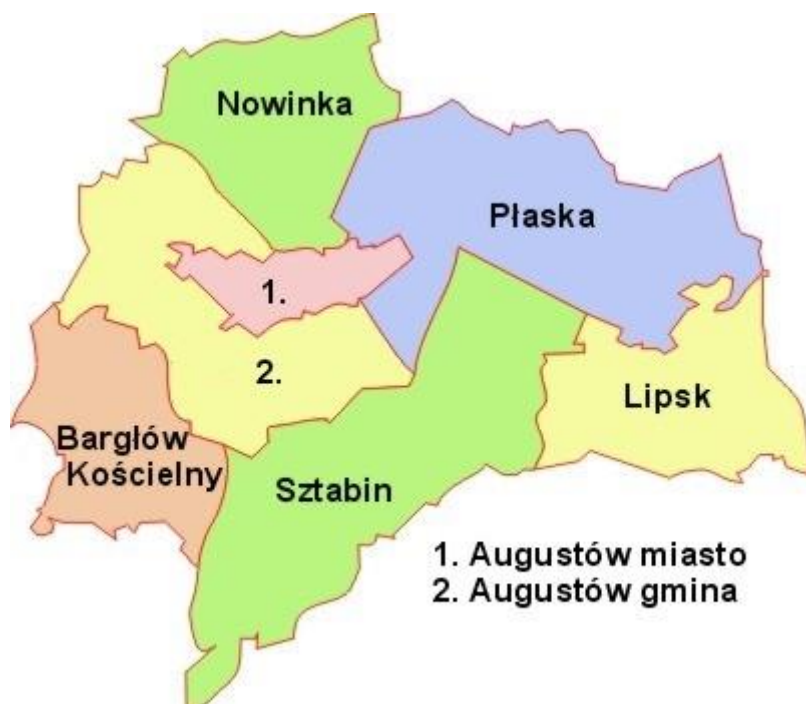 Nowinka
Płaska
1.
2.
Lipsk
Bargłów
Kościelny
Sztabin
1. Augustów miasto
2. Augustów gmina